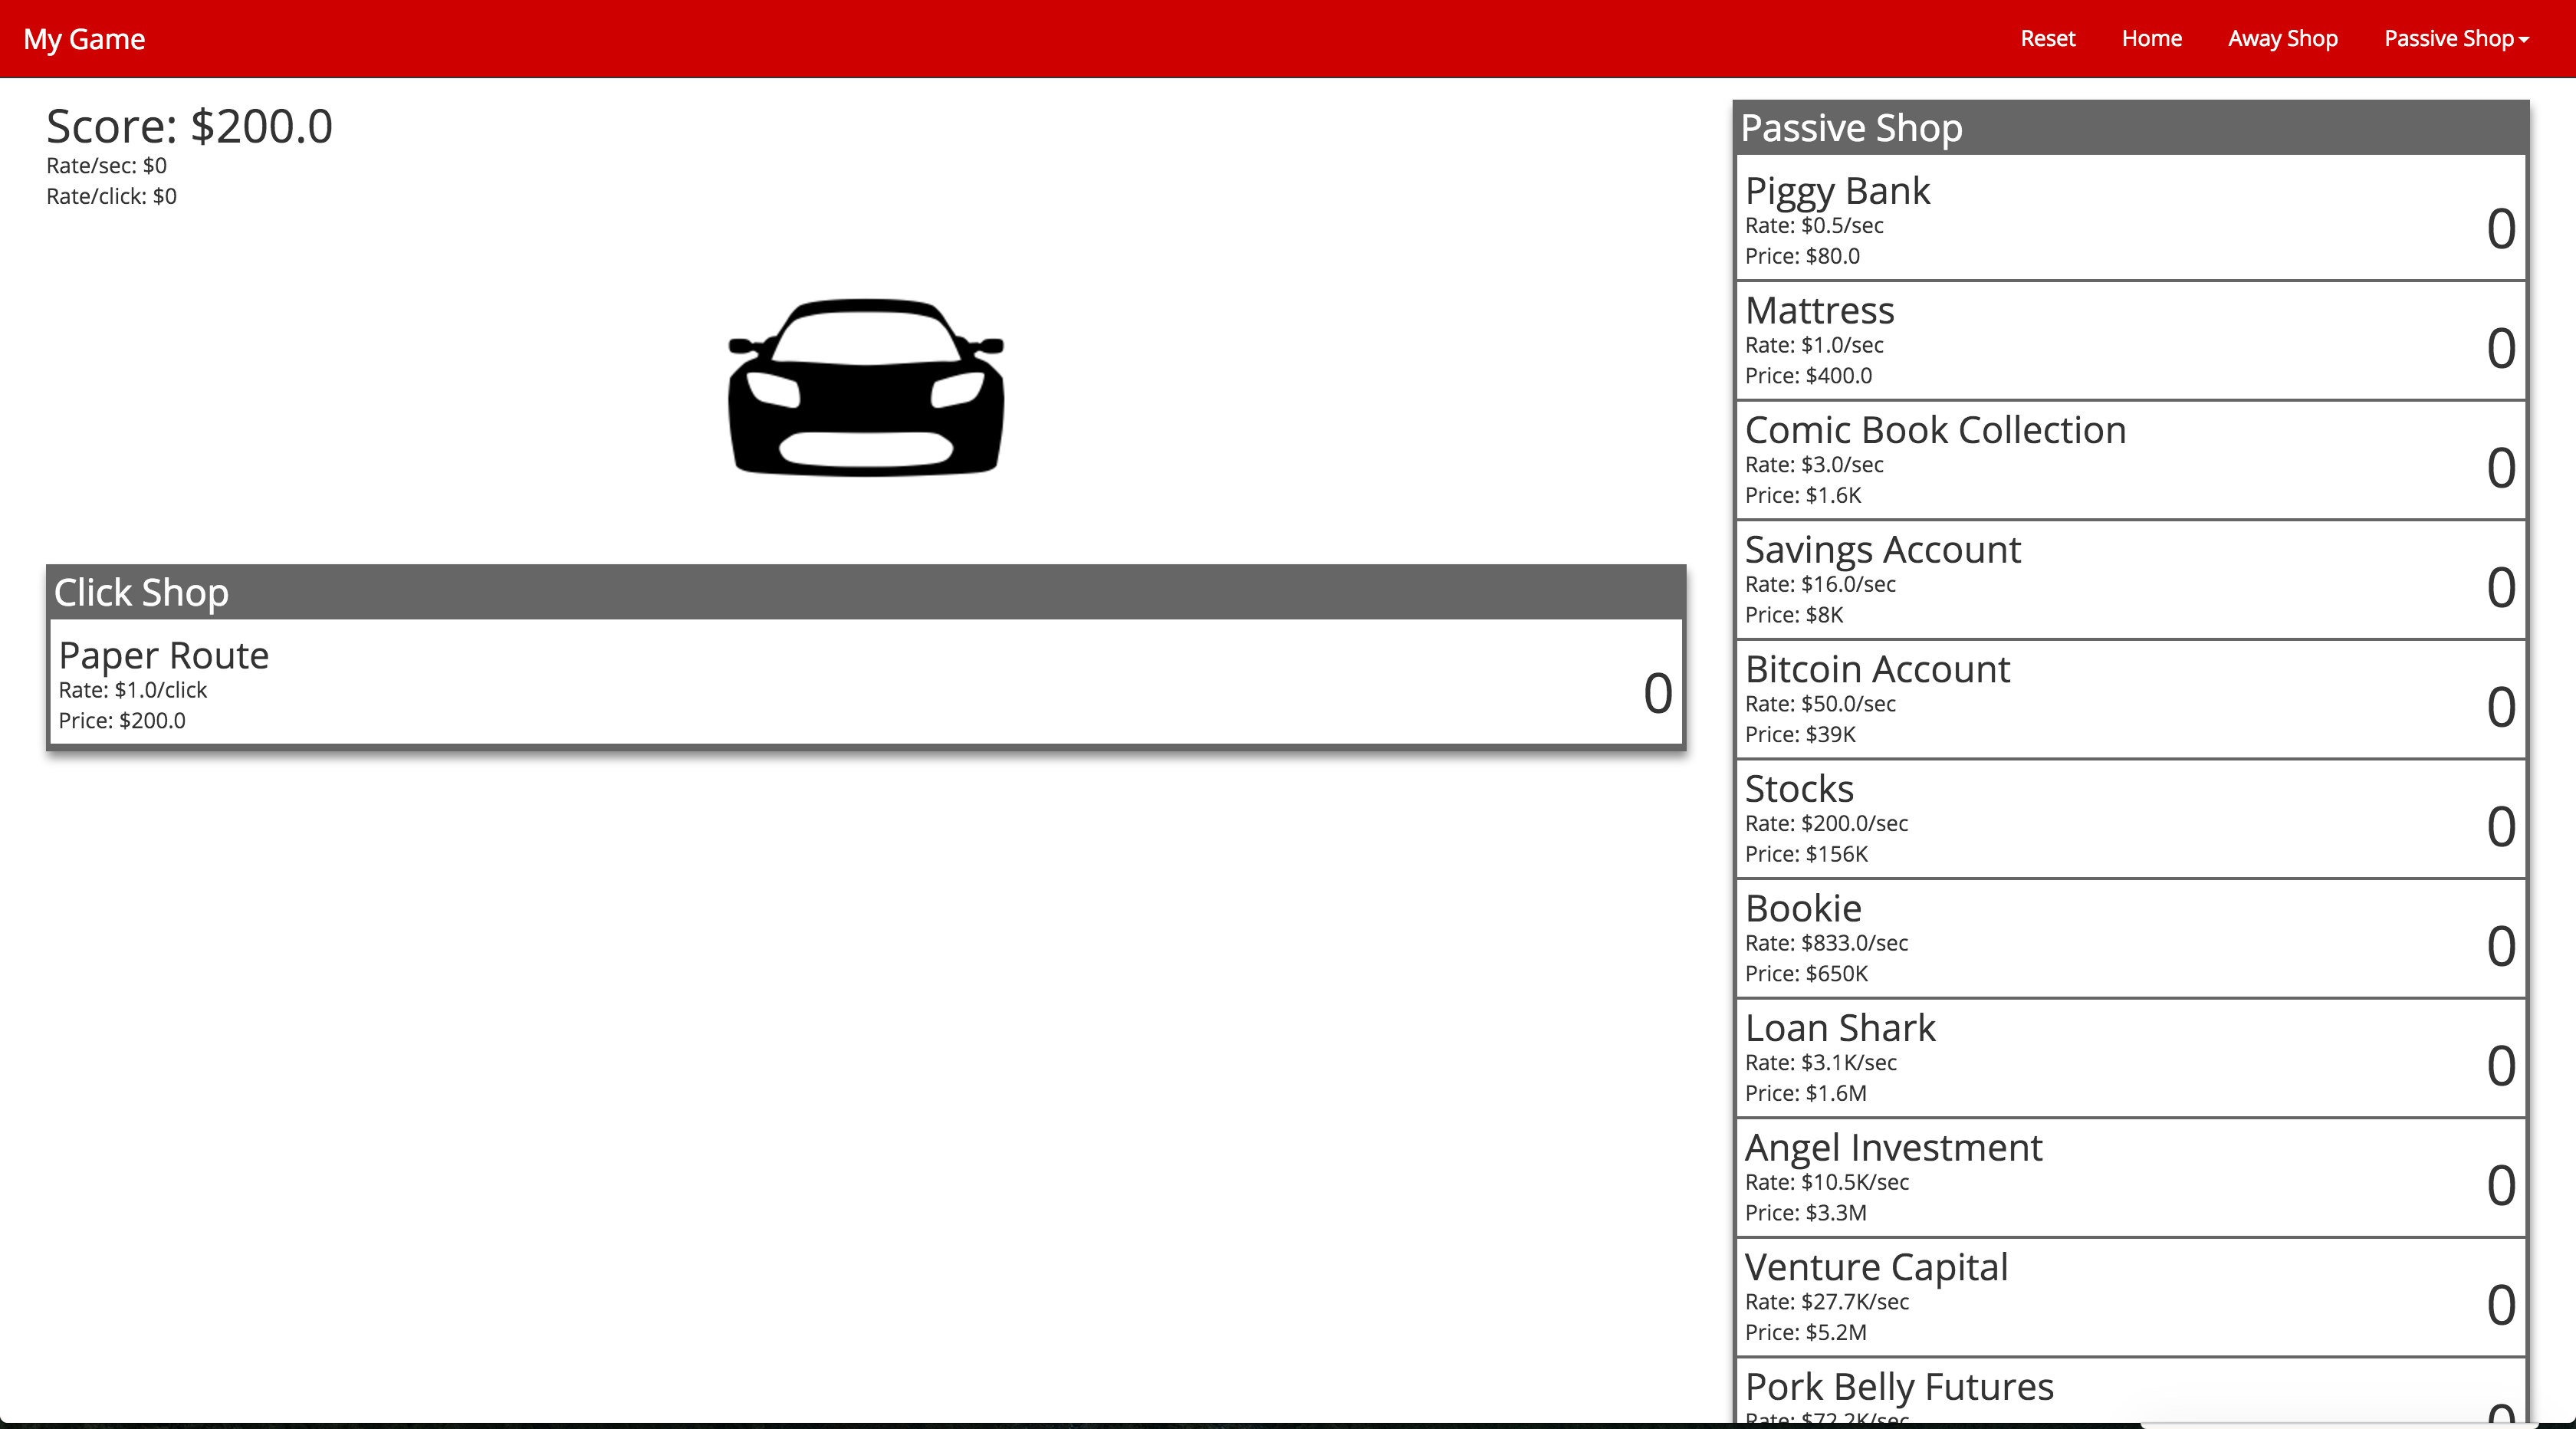 My Game
Reset Home Away Shop Passive Shop
Score: $200.0
Rate/sec: $0
Rate/click: $0
Click Shop
Paper Route
Rate: $1.0/click
Price: $200.0
0
Passive Shop
Piggy Bank
Rate: $0.5/sec
Price: $80.0
0
Mattress
Rate: $1.0/sec
Price: $400.0
0
Comic Book Collection
Rate: $3.0/sec
Price: $1.6K
0
Savings Account
Rate: $16.0/sec
Price: $8K
0
Bitcoin Account
Rate: $50.0/sec
Price: $39K
0
Stocks
Rate: $200.0/sec
Price: $156K
0
Bookie
Rate: $833.0/sec
Price: $650K
0
Loan Shark
Rate: $3.1K/sec
Price: $1.6M
0
Angel Investment
Rate: $10.5K/sec
Price: $3.3M
0
Venture Capital
Rate: $27.7K/sec
Price: $5.2M
0
Pork Belly Futures
Rate: $72.2K/sec
0